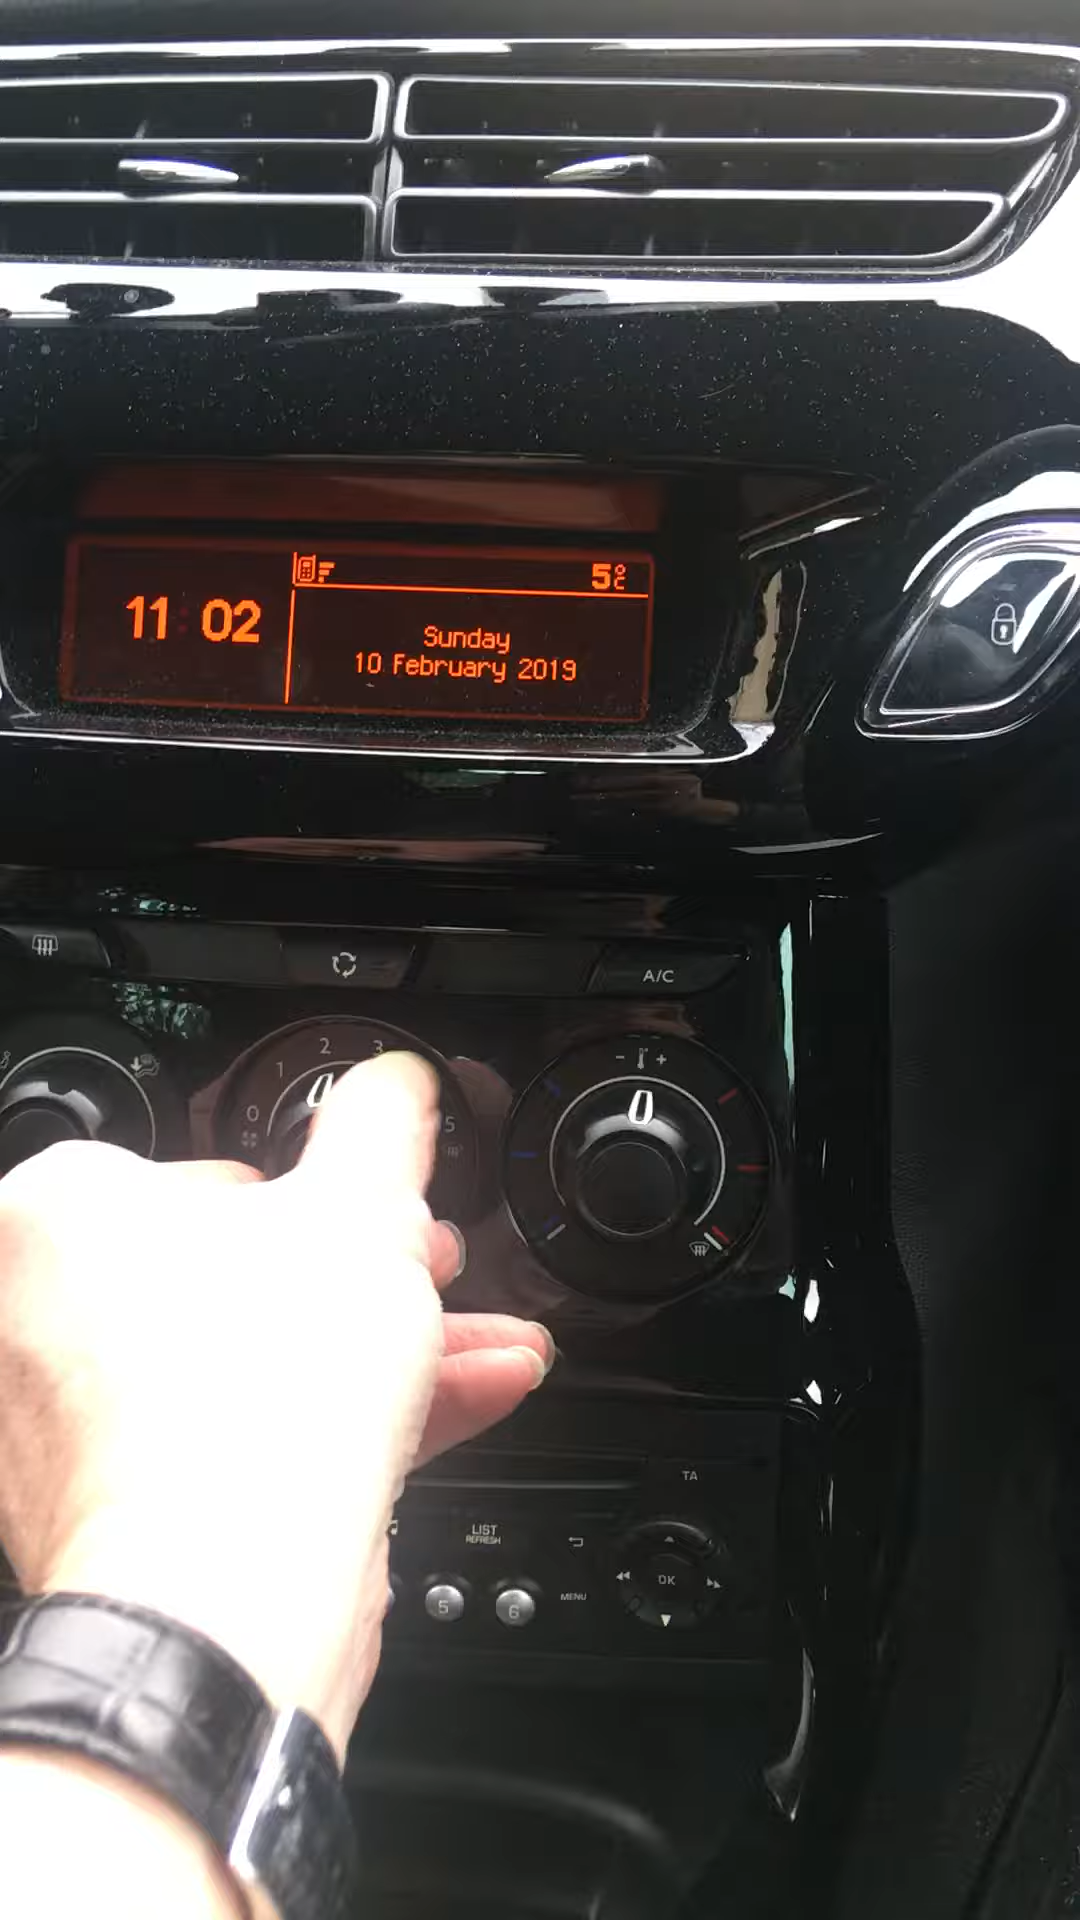 11:02
5°C
Sunday
10 February 2019
A/C
0
1
2
3
5
- +
TA
LIST
REFRESH
OK
5
6
MENU